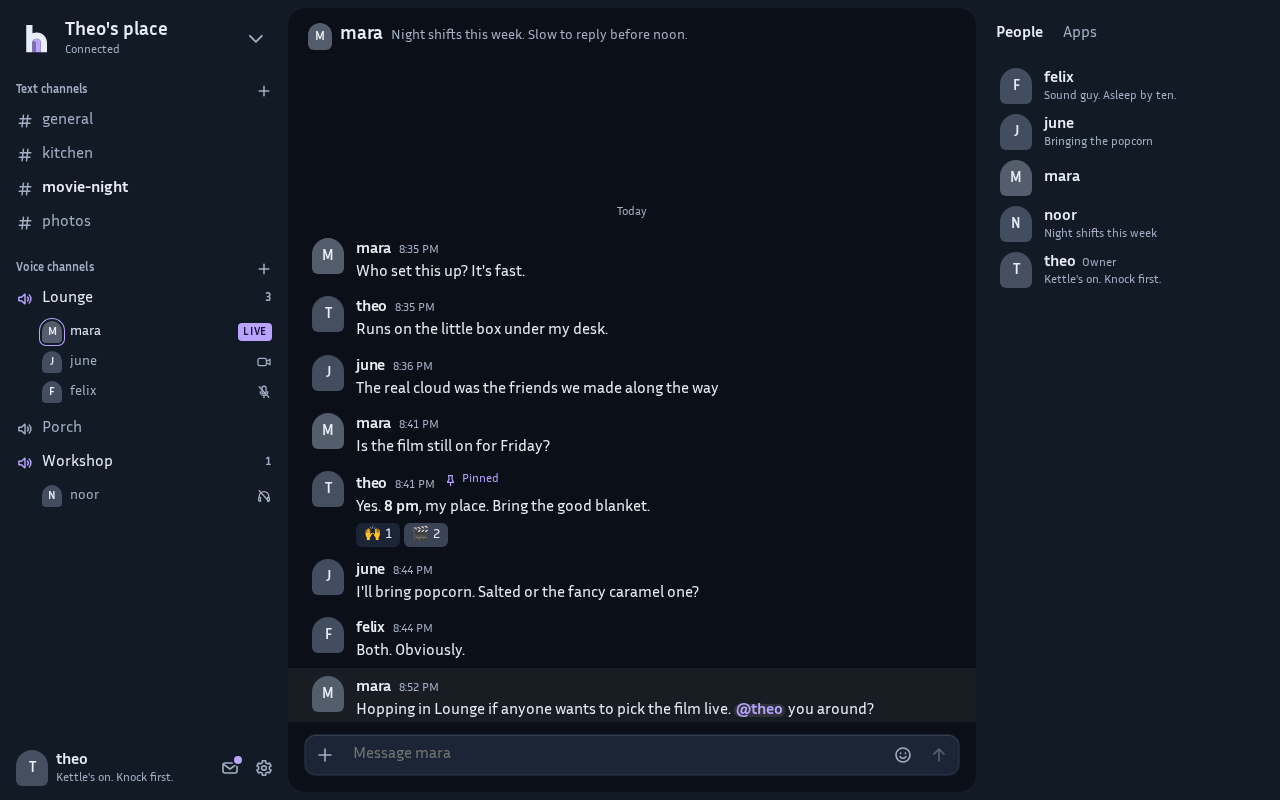 Theo's place
Connected
Text channels
# general
# kitchen
# movie-night
# photos
Voice channels
Lounge 3
M mara LIVE
J june
F felix
Porch
Workshop 1
N noor
T theo
Kettle's on. Knock first.
M mara Night shifts this week. Slow to reply before noon.
Today
M mara 8:35 PM
Who set this up? It's fast.
T theo 8:35 PM
Runs on the little box under my desk.
J june 8:36 PM
The real cloud was the friends we made along the way
M mara 8:41 PM
Is the film still on for Friday?
T theo 8:41 PM Pinned
Yes. 8 pm, my place. Bring the good blanket.
🙌 1 🎬 2
J june 8:44 PM
I'll bring popcorn. Salted or the fancy caramel one?
F felix 8:44 PM
Both. Obviously.
M mara 8:52 PM
Hopping in Lounge if anyone wants to pick the film live. @theo you around?
Message mara
People Apps
F felix
Sound guy. Asleep by ten.
J june
Bringing the popcorn
M mara
N noor
Night shifts this week
T theo Owner
Kettle's on. Knock first.